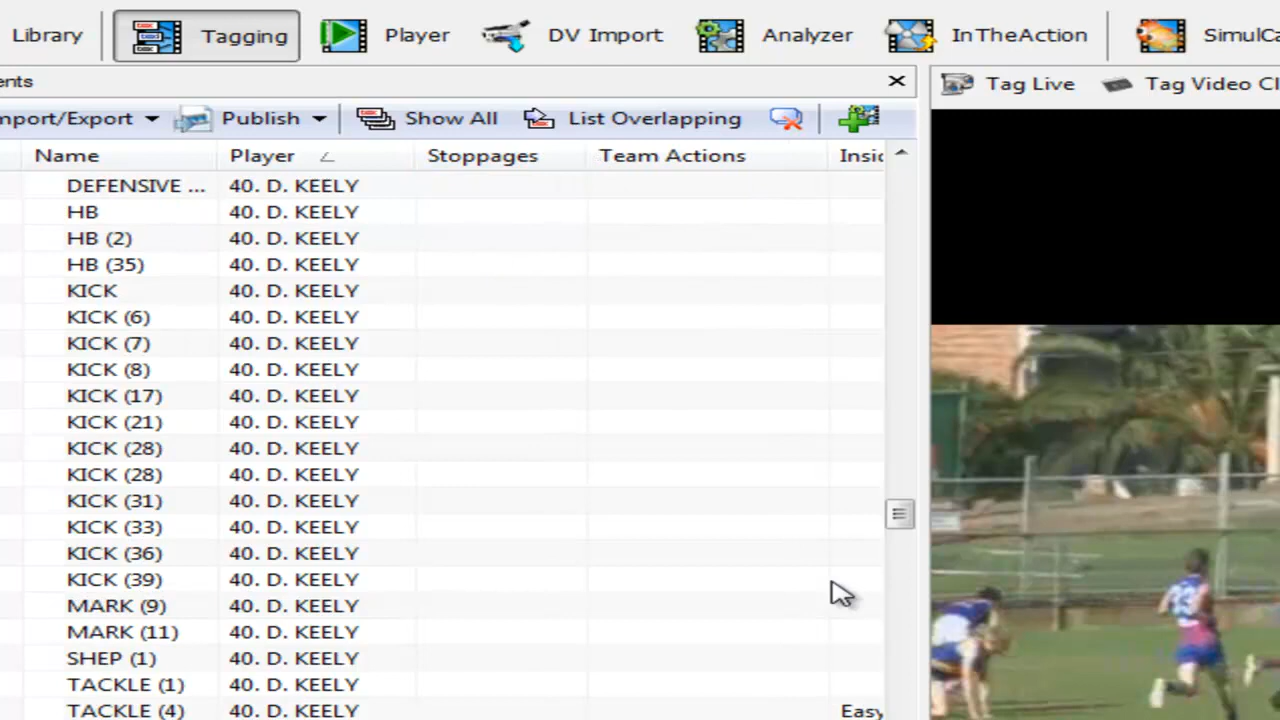 Library Tagging Player DV Import Analyzer InTheAction SimulCa
ents
Tag Live Tag Video Cl
mport/Export Publish Show All List Overlapping
Name Player Stoppages Team Actions Insid
DEFENSIVE ... 40. D. KEELY
HB 40. D. KEELY
HB (2) 40. D. KEELY
HB (35) 40. D. KEELY
KICK 40. D. KEELY
KICK (6) 40. D. KEELY
KICK (7) 40. D. KEELY
KICK (8) 40. D. KEELY
KICK (17) 40. D. KEELY
KICK (21) 40. D. KEELY
KICK (28) 40. D. KEELY
KICK (28) 40. D. KEELY
KICK (31) 40. D. KEELY
KICK (33) 40. D. KEELY
KICK (36) 40. D. KEELY
KICK (39) 40. D. KEELY
MARK (9) 40. D. KEELY
MARK (11) 40. D. KEELY
SHEP (1) 40. D. KEELY
TACKLE (1) 40. D. KEELY
TACKLE (4) 40. D. KEELY Easy